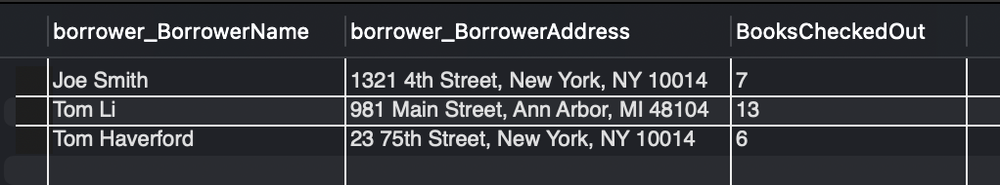 borrower_BorrowerName borrower_BorrowerAddress BooksCheckedOut
Joe Smith 1321 4th Street, New York, NY 10014 7
Tom Li 981 Main Street, Ann Arbor, MI 48104 13
Tom Haverford 23 75th Street, New York, NY 10014 6